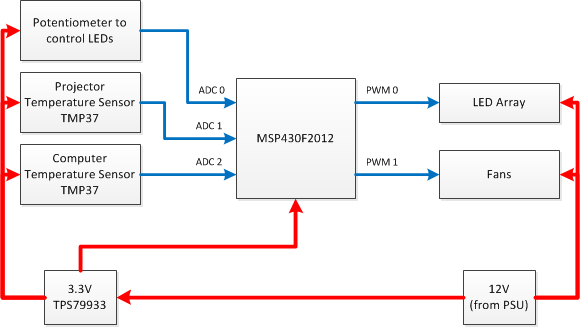 Potentiometer to
control LEDs
ADC 0
Projector
Temperature Sensor
TMP37
ADC 1
Computer
Temperature Sensor
TMP37
ADC 2
MSP430F2012
PWM 0
LED Array
PWM 1
Fans
3.3V
TPS79933
12V
(from PSU)